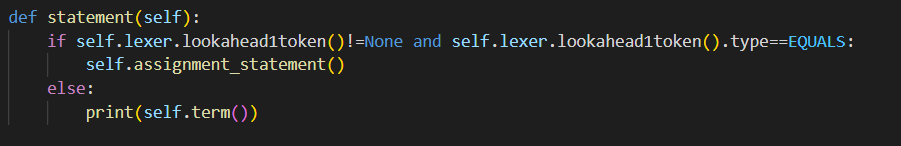 def statement(self):
    if self.lexer.lookahead1token()!=None and self.lexer.lookahead1token().type==EQUALS:
        self.assignment_statement()
    else:
        print(self.term())